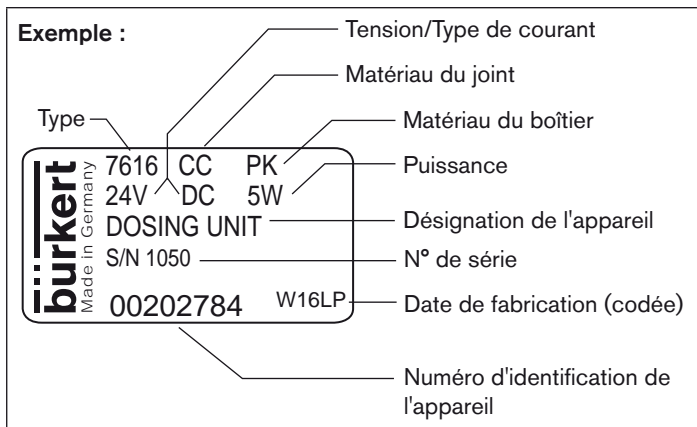 Exemple :
Tension/Type de courant
Matériau du joint
Type
Matériau du boîtier
7616 CC PK
Puissance
24V DC 5W
DOSING UNIT
Désignation de l'appareil
S/N 1050
N° de série
00202784 W16LP
Date de fabrication (codée)
bürkert
Made in Germany
Numéro d'identification de
l'appareil